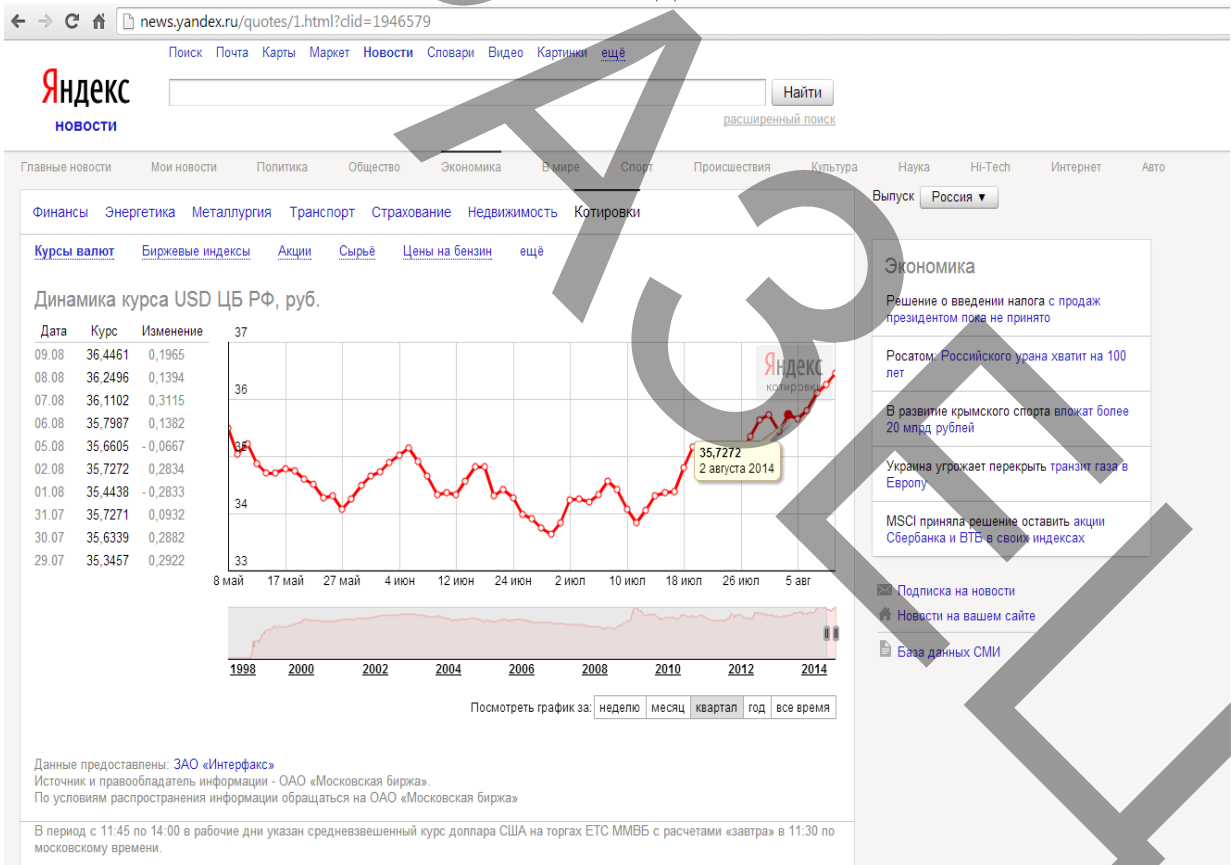 news.yandex.ru/quotes/1.html?clid=1946579
Поиск Почта Карты Маркет Новости Словари Видео Картинки ещё
Яндекс
новости
Найти
расширенный поиск
Главные новости Мои новости Политика Общество Экономика В мире Спорт Происшествия Культура Наука Hi-Tech Интернет Авто
Финансы Энергетика Металлургия Транспорт Страхование Недвижимость Котировки
Выпуск Россия ▼
Курсы валют Биржевые индексы Акции Сырьё Цены на бензин ещё
Динамика курса USD ЦБ РФ, руб.
Дата Курс Изменение
09.08 36,4461 0,1965
08.08 36,2496 0,1394
07.08 36,1102 0,3115
06.08 35,7987 0,1382
05.08 35,6605 -0,0667
02.08 35,7272 0,2834
01.08 35,4438 -0,2833
31.07 35,7271 0,0932
30.07 35,6339 0,2882
29.07 35,3457 0,2922
37
36
35
34
33
Яндекс
котировки
35,7272
2 августа 2014
8 май 17 май 27 май 4 июн 12 июн 24 июн 2 июл 10 июл 18 июл 26 июл 5 авг
1998 2000 2002 2004 2006 2008 2010 2012 2014
Посмотреть график за: неделю месяц квартал год все время
Данные предоставлены: ЗАО «Интерфакс»
Источник и правообладатель информации - ОАО «Московская биржа».
По условиям распространения информации обращаться на ОАО «Московская биржа»
В период с 11:45 по 14:00 в рабочие дни указан средневзвешенный курс доллара США на торгах ЕТС ММВБ с расчетами «завтра» в 11:30 по
московскому времени.
Экономика
Решение о введении налога с продаж
президентом пока не принято
Росатом: Российского урана хватит на 100
лет
В развитие крымского спорта вложат более
20 млрд рублей
Украина угрожает перекрыть транзит газа в
Европу
MSCI приняла решение оставить акции
Сбербанка и ВТБ в своих индексах
Подписка на новости
Новости на вашем сайте
База данных СМИ